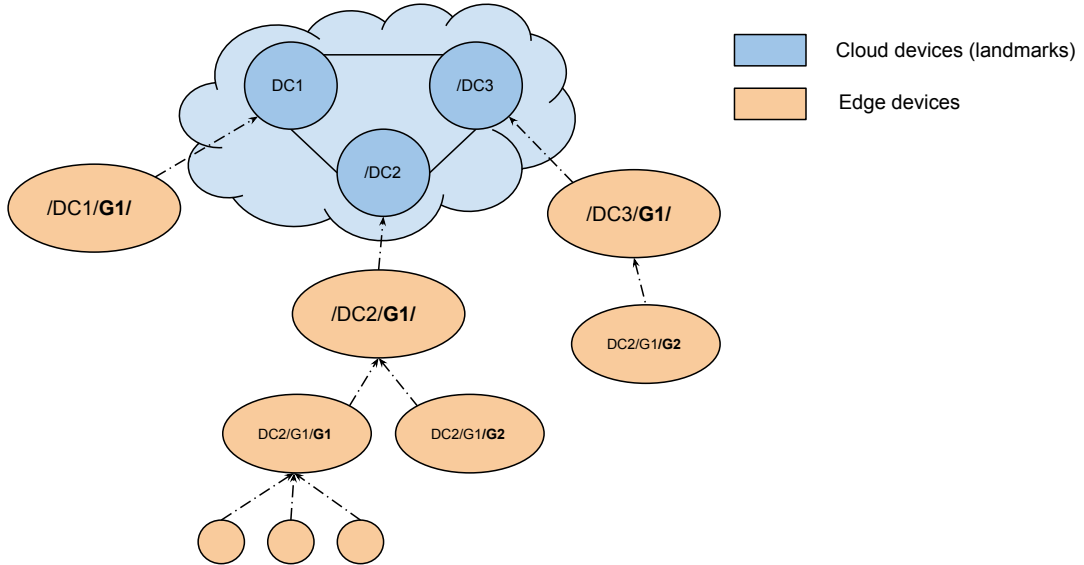 DC1
/DC3
/DC2
Cloud devices (landmarks)
Edge devices
/DC1/G1/
/DC3/G1/
/DC2/G1/
DC2/G1/G2
DC2/G1/G1
DC2/G1/G2